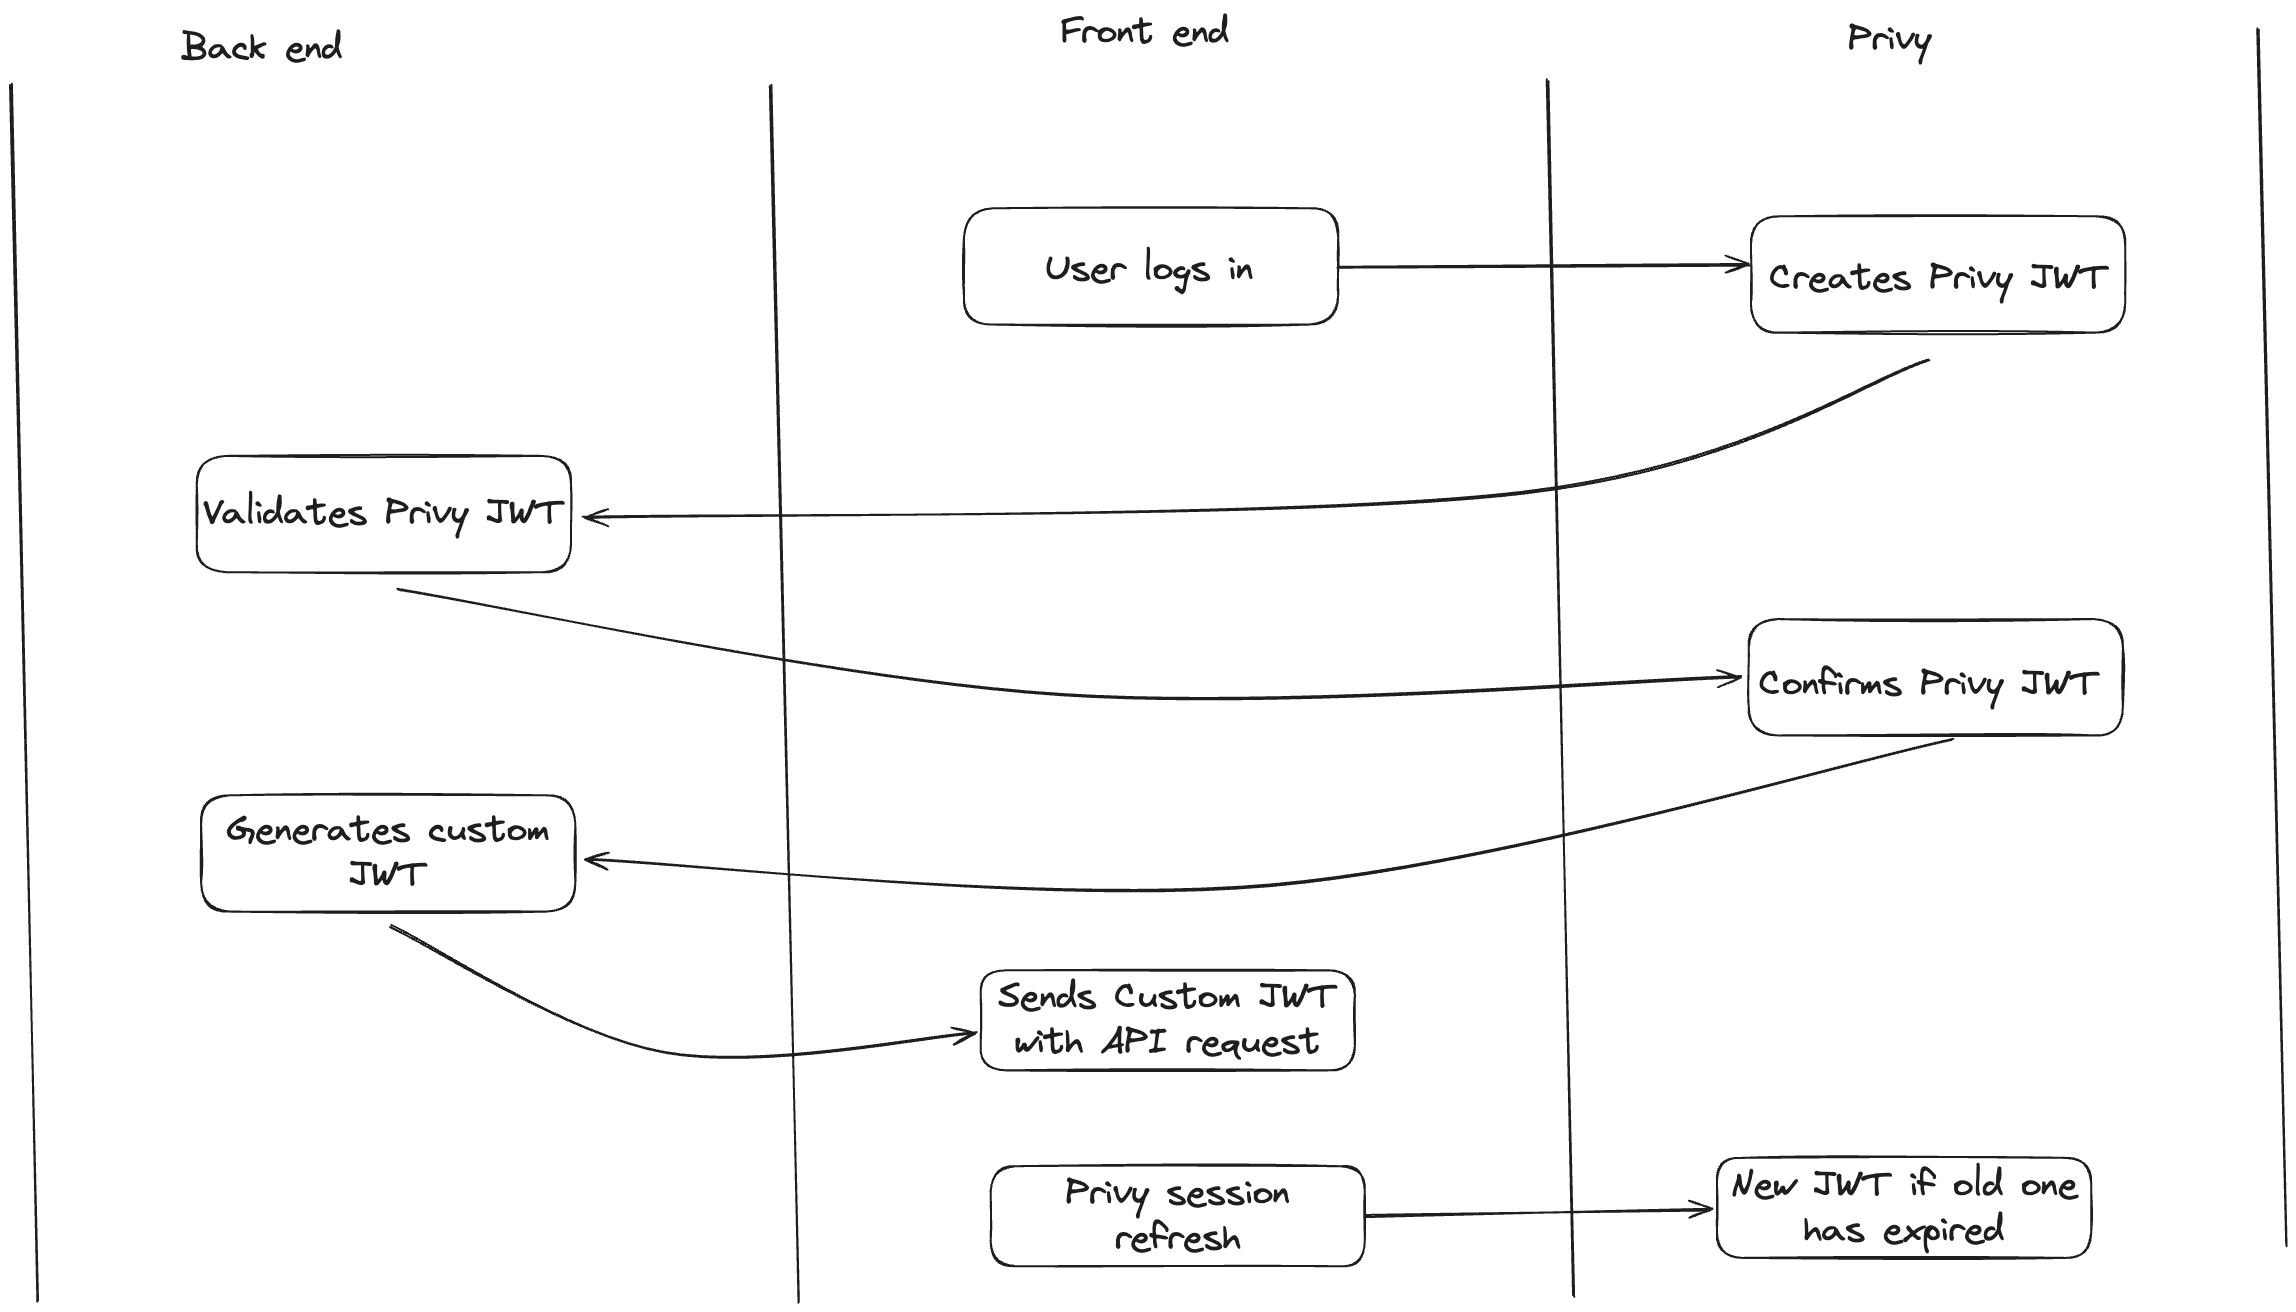 Back end
Front end
Privy
User logs in
Creates Privy JWT
Validates Privy JWT
Confirms Privy JWT
Generates custom
JWT
Sends Custom JWT
with API request
Privy session
refresh
New JWT if old one
has expired